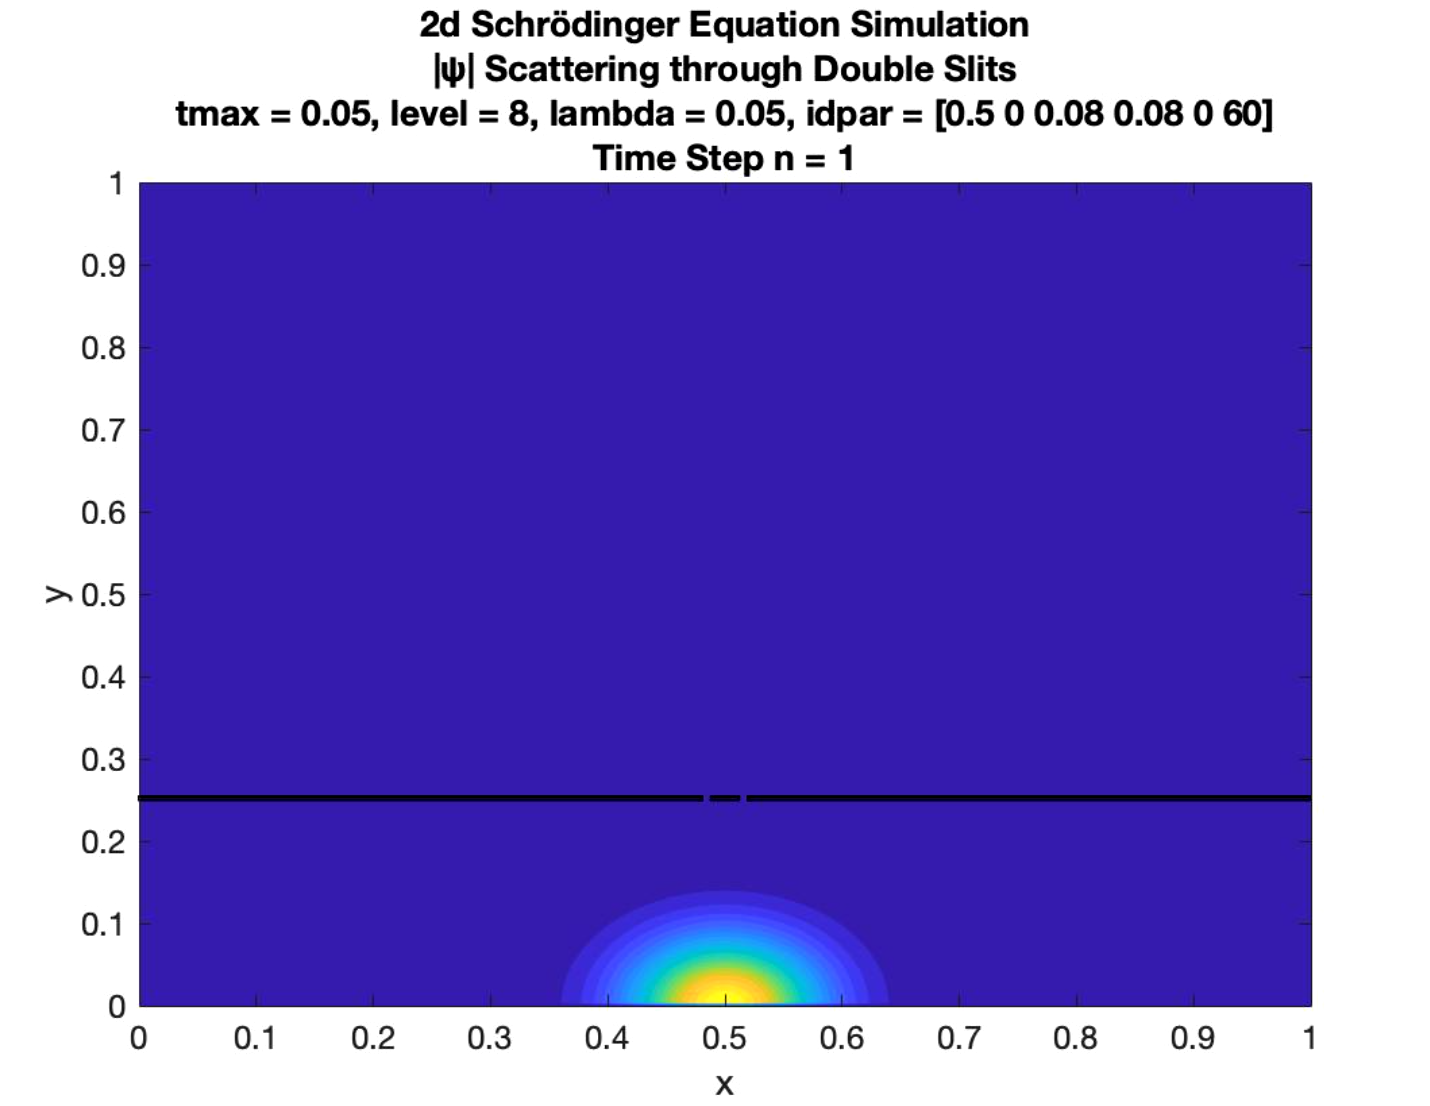 2d Schrödinger Equation Simulation
|ψ| Scattering through Double Slits
tmax = 0.05, level = 8, lambda = 0.05, idpar = [0.5 0 0.08 0.08 0 60]
Time Step n = 1
1
0.9
0.8
0.7
0.6
0.5
0.4
0.3
0.2
0.1
0
y
0 0.1 0.2 0.3 0.4 0.5 0.6 0.7 0.8 0.9 1
x